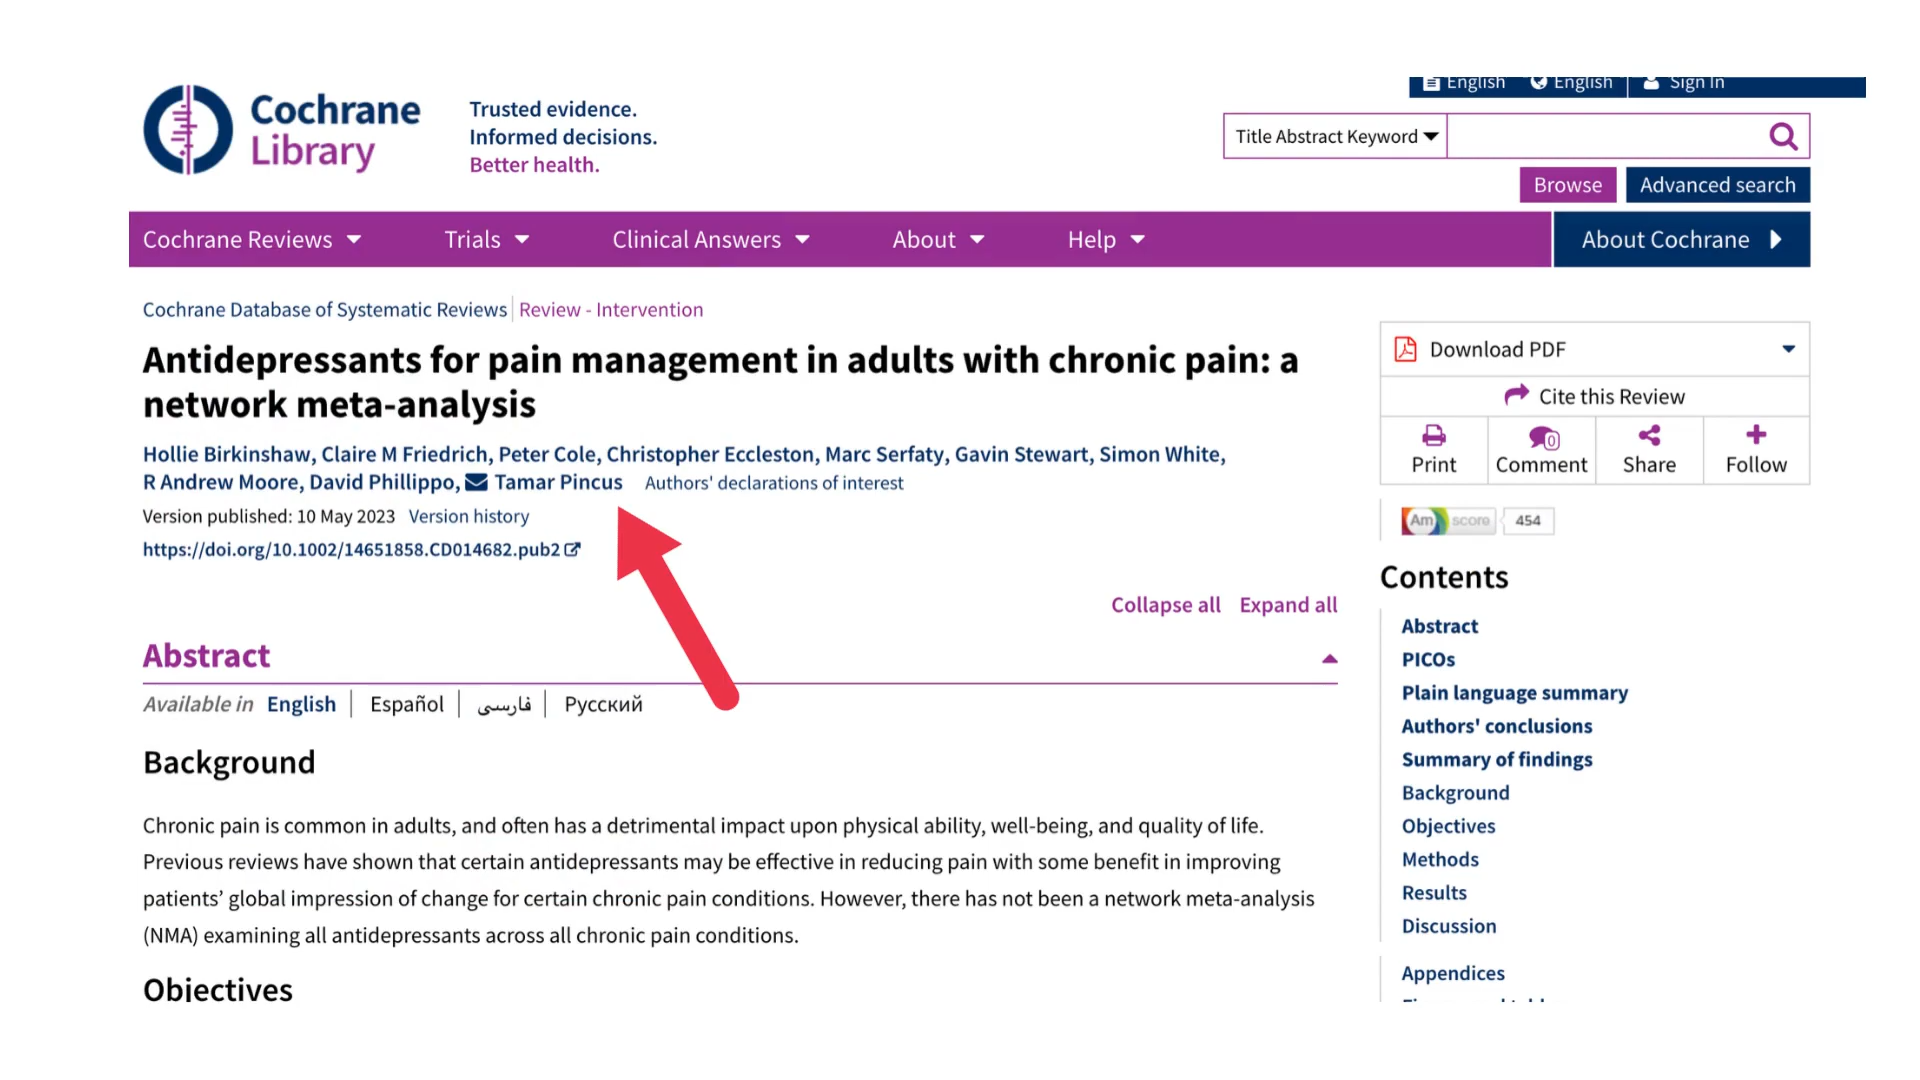 English English Sign In
Cochrane
Library
Trusted evidence.
Informed decisions.
Better health.
Title Abstract Keyword
Browse Advanced search
Cochrane Reviews Trials Clinical Answers About Help About Cochrane
Cochrane Database of Systematic Reviews Review - Intervention
Antidepressants for pain management in adults with chronic pain: a
network meta-analysis
Hollie Birkinshaw, Claire M Friedrich, Peter Cole, Christopher Eccleston, Marc Serfaty, Gavin Stewart, Simon White,
R Andrew Moore, David Phillippo, Tamar Pincus Authors' declarations of interest
Version published: 10 May 2023 Version history
https://doi.org/10.1002/14651858.CD014682.pub2
Collapse all Expand all
Abstract
Available in English Español فارسی Русский
Background
Chronic pain is common in adults, and often has a detrimental impact upon physical ability, well-being, and quality of life.
Previous reviews have shown that certain antidepressants may be effective in reducing pain with some benefit in improving
patients’ global impression of change for certain chronic pain conditions. However, there has not been a network meta-analysis
(NMA) examining all antidepressants across all chronic pain conditions.
Objectives
Download PDF
Cite this Review
0
Print Comment Share Follow
Am score 454
Contents
Abstract
PICOs
Plain language summary
Authors' conclusions
Summary of findings
Background
Objectives
Methods
Results
Discussion
Appendices